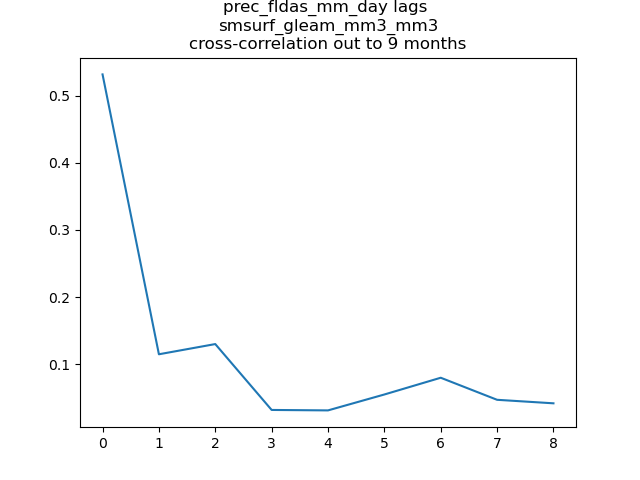 prec_fldas_mm_day lags
smsurf_gleam_mm3_mm3
cross-correlation out to 9 months
0.5
0.4
0.3
0.2
0.1
0 1 2 3 4 5 6 7 8